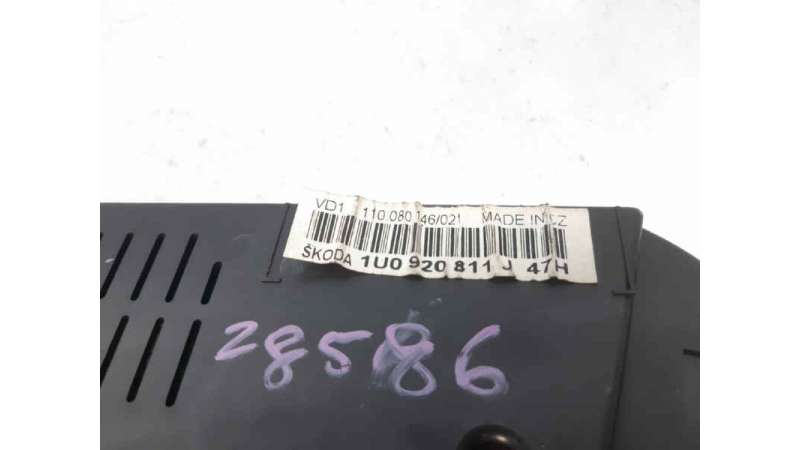 VD1 110.080.146/021 MADE IN CZ
ŠKODA 1U0 920 811 J 47H
28586